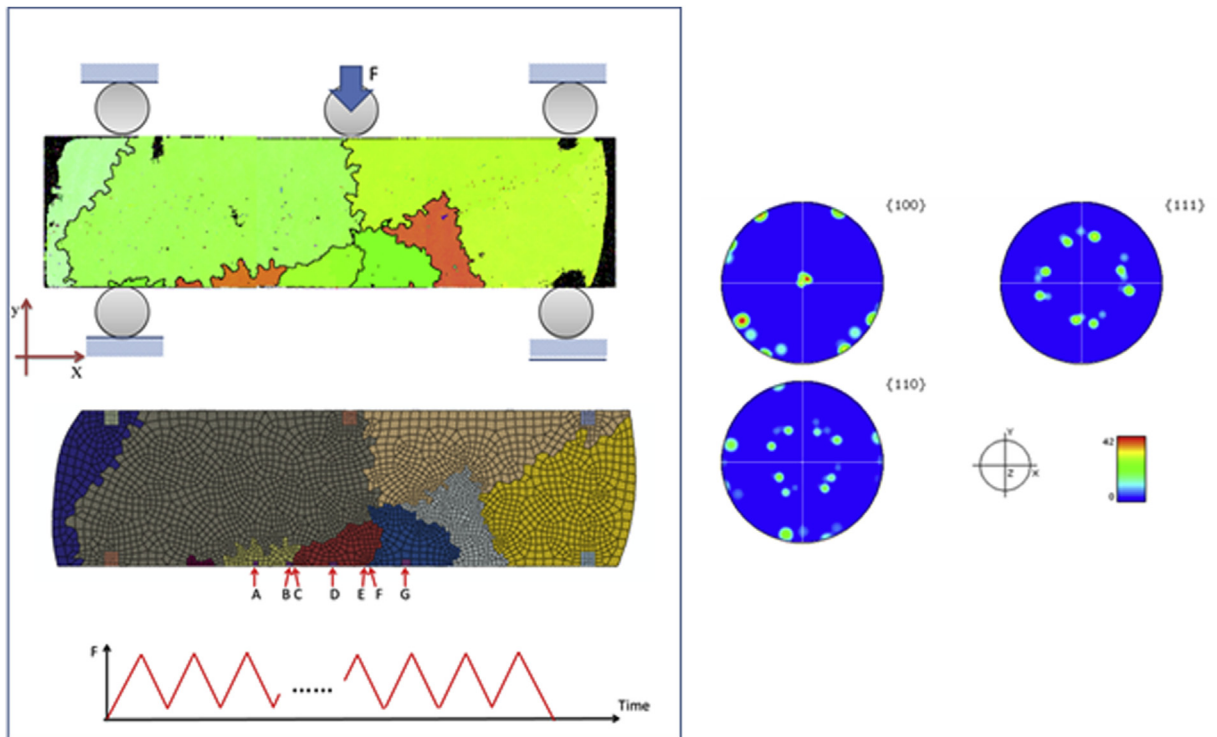 F
y
x
A B C D E F G
F
......
Time
{100}
{111}
{110}
Y
Z
X
42
0